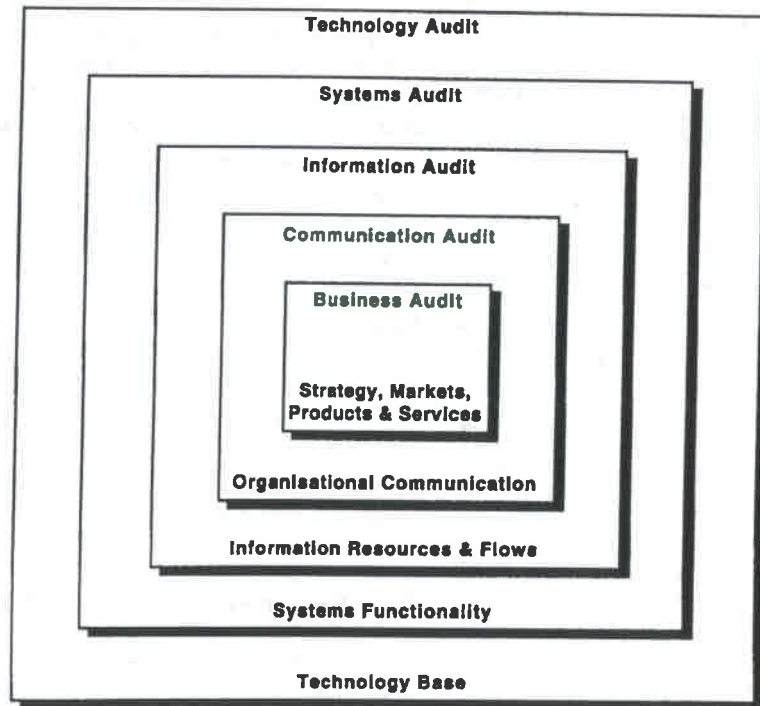 Technology Audit
Systems Audit
Information Audit
Communication Audit
Business Audit
Strategy, Markets,
Products & Services
Organisational Communication
Information Resources & Flows
Systems Functionality
Technology Base